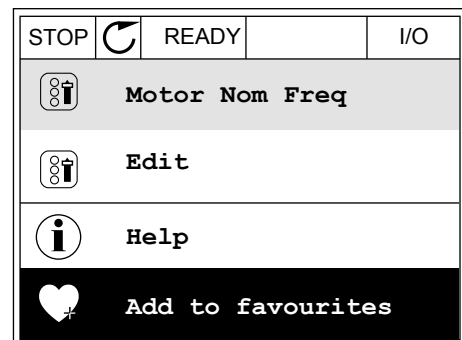 STOP READY I/O
Motor Nom Freq
Edit
Help
Add to favourites